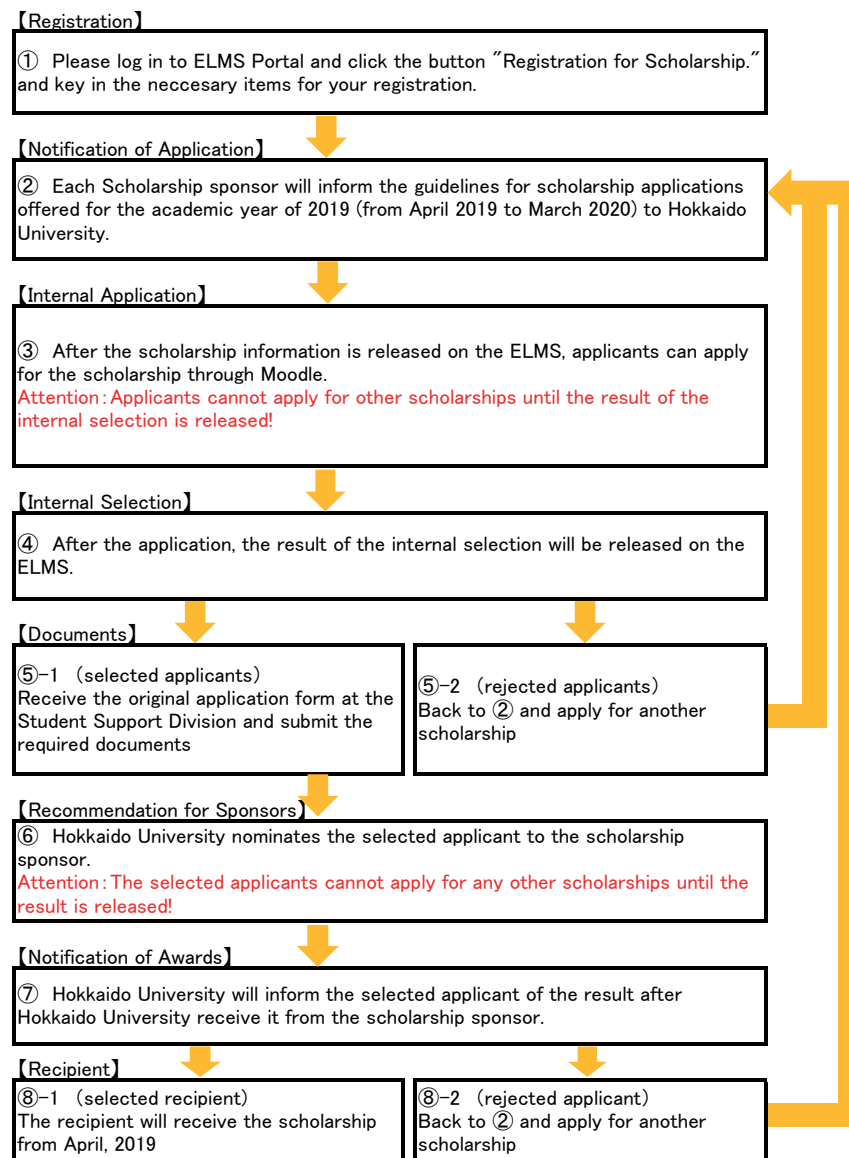 【Registration】
① Please log in to ELMS Portal and click the button "Registration for Scholarship."
and key in the neccesary items for your registration.
【Notification of Application】
② Each Scholarship sponsor will inform the guidelines for scholarship applications
offered for the academic year of 2019 (from April 2019 to March 2020) to Hokkaido
University.
【Internal Application】
③ After the scholarship information is released on the ELMS, applicants can apply
for the scholarship through Moodle.
Attention：Applicants cannot apply for other scholarships until the result of the
internal selection is released!
【Internal Selection】
④ After the application, the result of the internal selection will be released on the
ELMS.
【Documents】
⑤-1 （selected applicants）
Receive the original application form at the
Student Support Division and submit the
required documents
⑤-2 （rejected applicants）
Back to ② and apply for another
scholarship
【Recommendation for Sponsors】
⑥ Hokkaido University nominates the selected applicant to the scholarship
sponsor.
Attention：The selected applicants cannot apply for any other scholarships until the
result is released!
【Notification of Awards】
⑦ Hokkaido University will inform the selected applicant of the result after
Hokkaido University receive it from the scholarship sponsor.
【Recipient】
⑧-1 （selected recipient）
The recipient will receive the scholarship
from April, 2019
⑧-2 （rejected applicant）
Back to ② and apply for another
scholarship